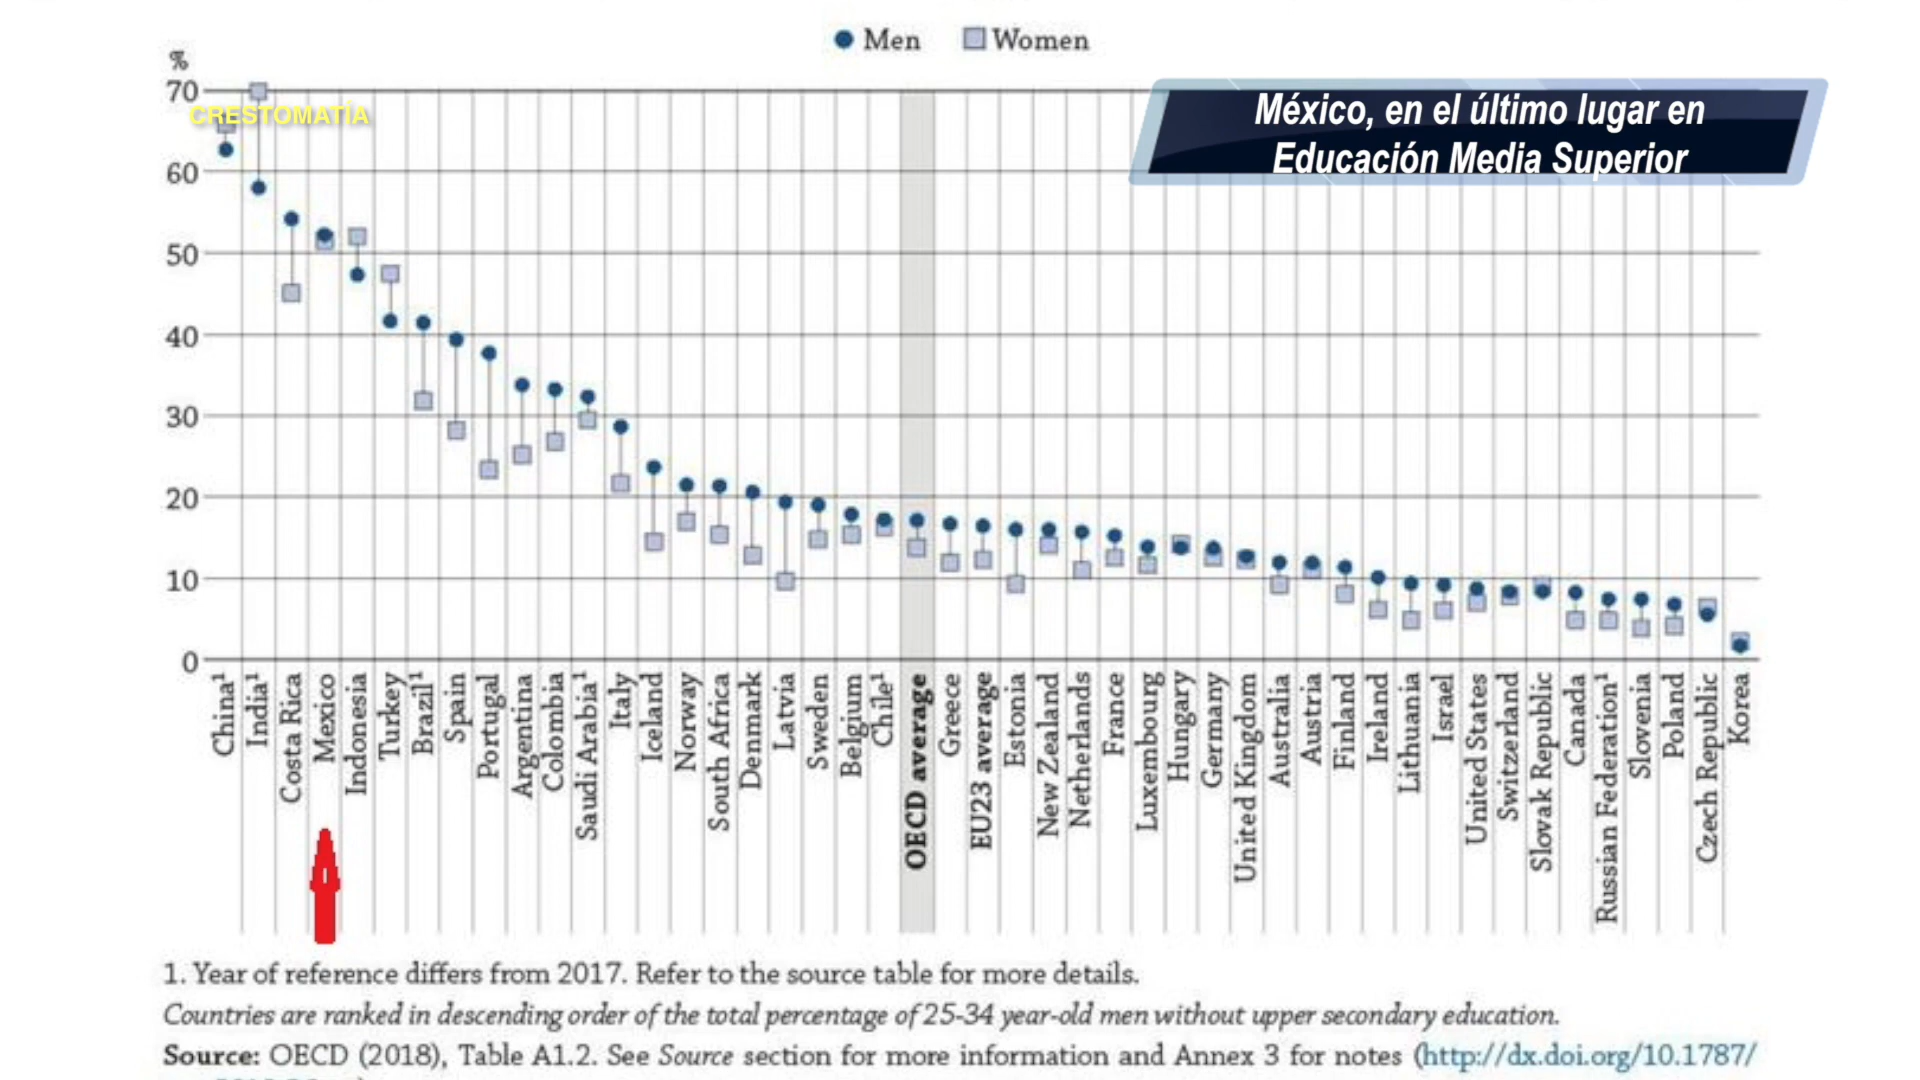 Men Women
%
CRESTOMATÍA
México, en el último lugar en
Educación Media Superior
70
60
50
40
30
20
10
0
China¹
India¹
Costa Rica
Mexico
Indonesia
Turkey
Brazil¹
Spain
Portugal
Argentina
Colombia
Saudi Arabia¹
Italy
Iceland
Norway
South Africa
Denmark
Latvia
Sweden
Belgium
Chile¹
OECD average
Greece
EU23 average
Estonia
New Zealand
Netherlands
France
Luxembourg
Hungary
Germany
United Kingdom
Australia
Austria
Finland
Ireland
Lithuania
Israel
United States
Switzerland
Slovak Republic
Canada
Russian Federation¹
Slovenia
Poland
Czech Republic
Korea
1. Year of reference differs from 2017. Refer to the source table for more details.
Countries are ranked in descending order of the total percentage of 25-34 year-old men without upper secondary education.
Source: OECD (2018), Table A1.2. See Source section for more information and Annex 3 for notes (http://dx.doi.org/10.1787/